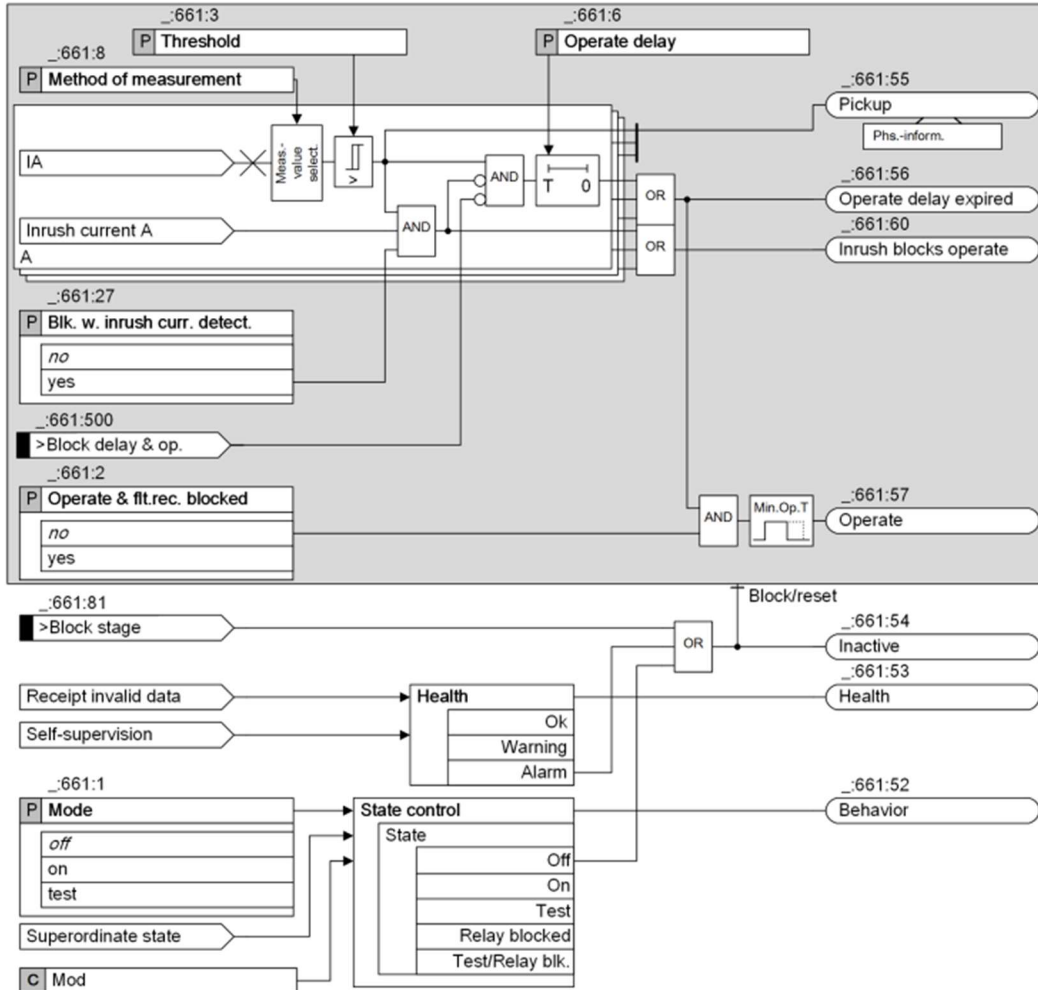 _:661:3
_:661:6
P Threshold
P Operate delay
_:661:8
P Method of measurement
_:661:55
Pickup
Phs.-inform.
IA
Meas.-
value
select.
V
AND
T 0
OR
_:661:56
Operate delay expired
Inrush current A
AND
_:661:60
OR
Inrush blocks operate
A
_:661:27
P Blk. w. inrush curr. detect.
no
yes
_:661:500
>Block delay & op.
_:661:2
P Operate & flt.rec. blocked
no
yes
AND
Min.Op.T
_:661:57
Operate
Block/reset
_:661:81
>Block stage
OR
_:661:54
Inactive
_:661:53
Receipt invalid data
Health
Health
Self-supervision
Ok
Warning
Alarm
_:661:1
P Mode
off
on
test
State control
State
Off
On
Test
Relay blocked
Test/Relay blk.
_:661:52
Behavior
Superordinate state
C Mod